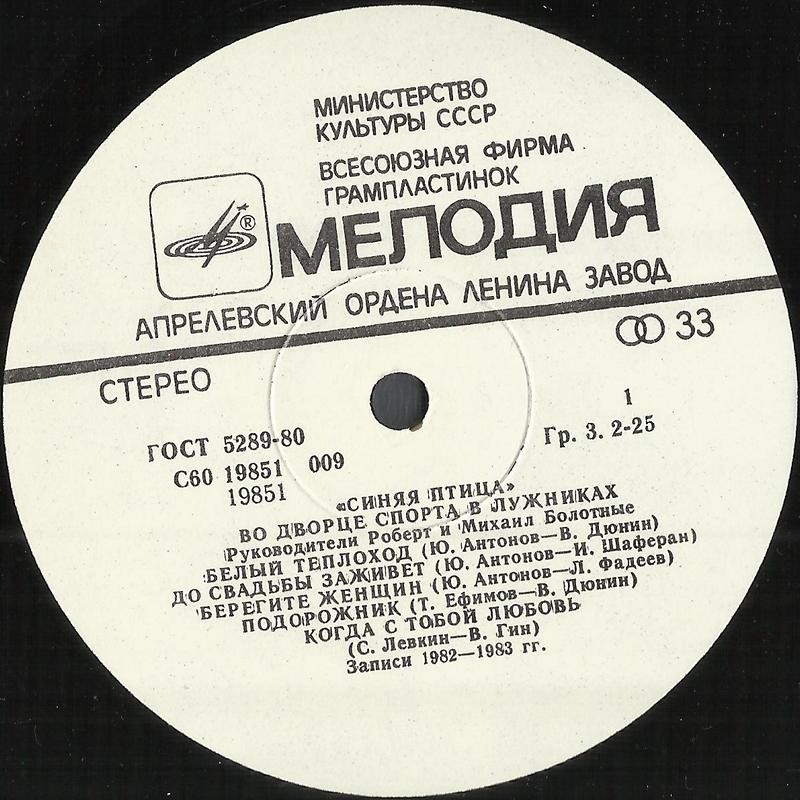 МИНИСТЕРСТВО
КУЛЬТУРЫ СССР
ВСЕСОЮЗНАЯ ФИРМА
ГРАМПЛАСТИНОК
® МЕЛОДИЯ
АПРЕЛЕВСКИЙ ОРДЕНА ЛЕНИНА ЗАВОД
СТЕРЕО
33
ГОСТ 5289-80
1
С60 19851 009
Гр. 3. 2-25
19851
«СИНЯЯ ПТИЦА»
ВО ДВОРЦЕ СПОРТА В ЛУЖНИКАХ
Руководители Роберт и Михаил Болотные
БЕЛЫЙ ТЕПЛОХОД (Ю. Антонов—В. Дюнин)
ДО СВАДЬБЫ ЗАЖИВЕТ (Ю. Антонов—И. Шаферан)
БЕРЕГИТЕ ЖЕНЩИН (Ю. Антонов—Л. Фадеев)
ПОДОРОЖНИК (Т. Ефимов—В. Дюнин)
КОГДА С ТОБОЙ ЛЮБОВЬ
(С. Левкин—В. Гин)
Записи 1982—1983 гг.